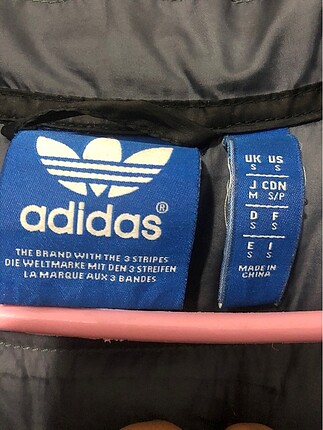 adidas®
THE BRAND WITH THE 3 STRIPES
DIE WELTMARKE MIT DEN 3 STREIFEN
LA MARQUE AUX 3 BANDES
UK US
S S
J CDN
M S/P
D F
S S
E I
S S
MADE IN
CHINA